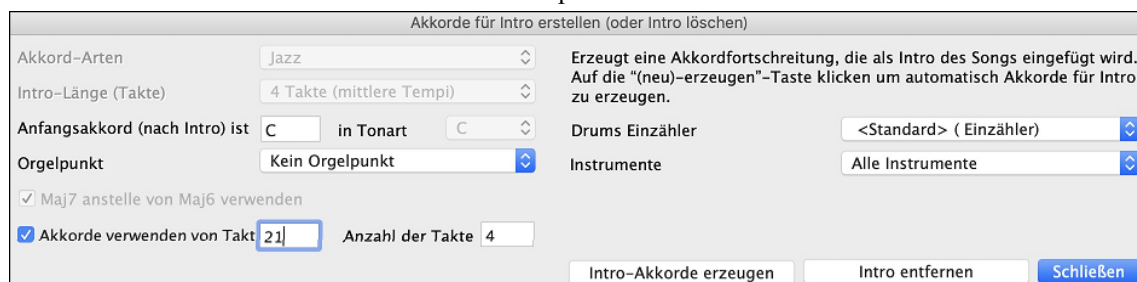 Akkorde für Intro erstellen (oder Intro löschen)
Akkord-Arten Jazz
Intro-Länge (Takte) 4 Takte (mittlere Tempi)
Anfangsakkord (nach Intro) ist C in Tonart C
Orgelpunkt Kein Orgelpunkt
Maj7 anstelle von Maj6 verwenden
Akkorde verwenden von Takt 21 Anzahl der Takte 4
Erzeugt eine Akkordfortschreitung, die als Intro des Songs eingefügt wird.
Auf die "(neu)-erzeugen"-Taste klicken um automatisch Akkorde für Intro
zu erzeugen.
Drums Einzähler <Standard> ( Einzähler)
Instrumente Alle Instrumente
Intro-Akkorde erzeugen Intro entfernen Schließen